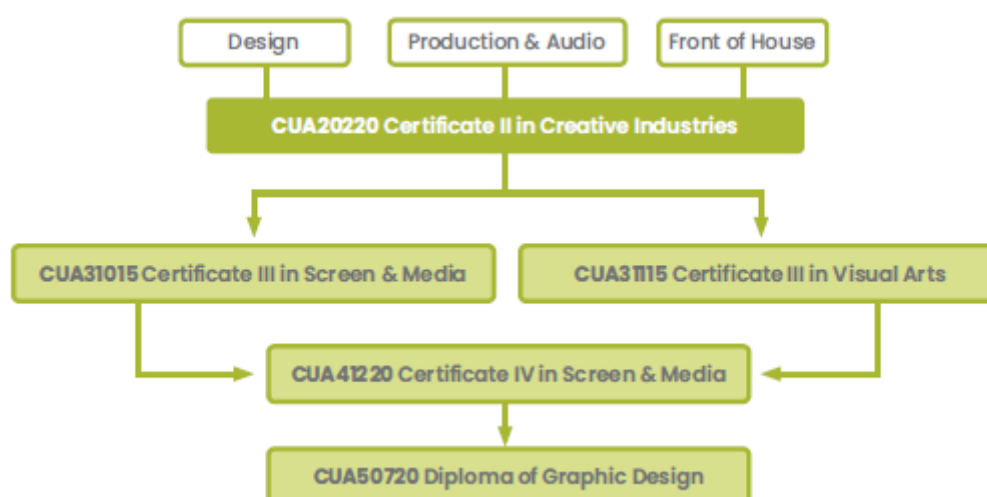 Design
Production & Audio
Front of House
CUA20220 Certificate II in Creative Industries
CUA31015 Certificate III in Screen & Media
CUA31115 Certificate III in Visual Arts
CUA41220 Certificate IV in Screen & Media
CUA50720 Diploma of Graphic Design